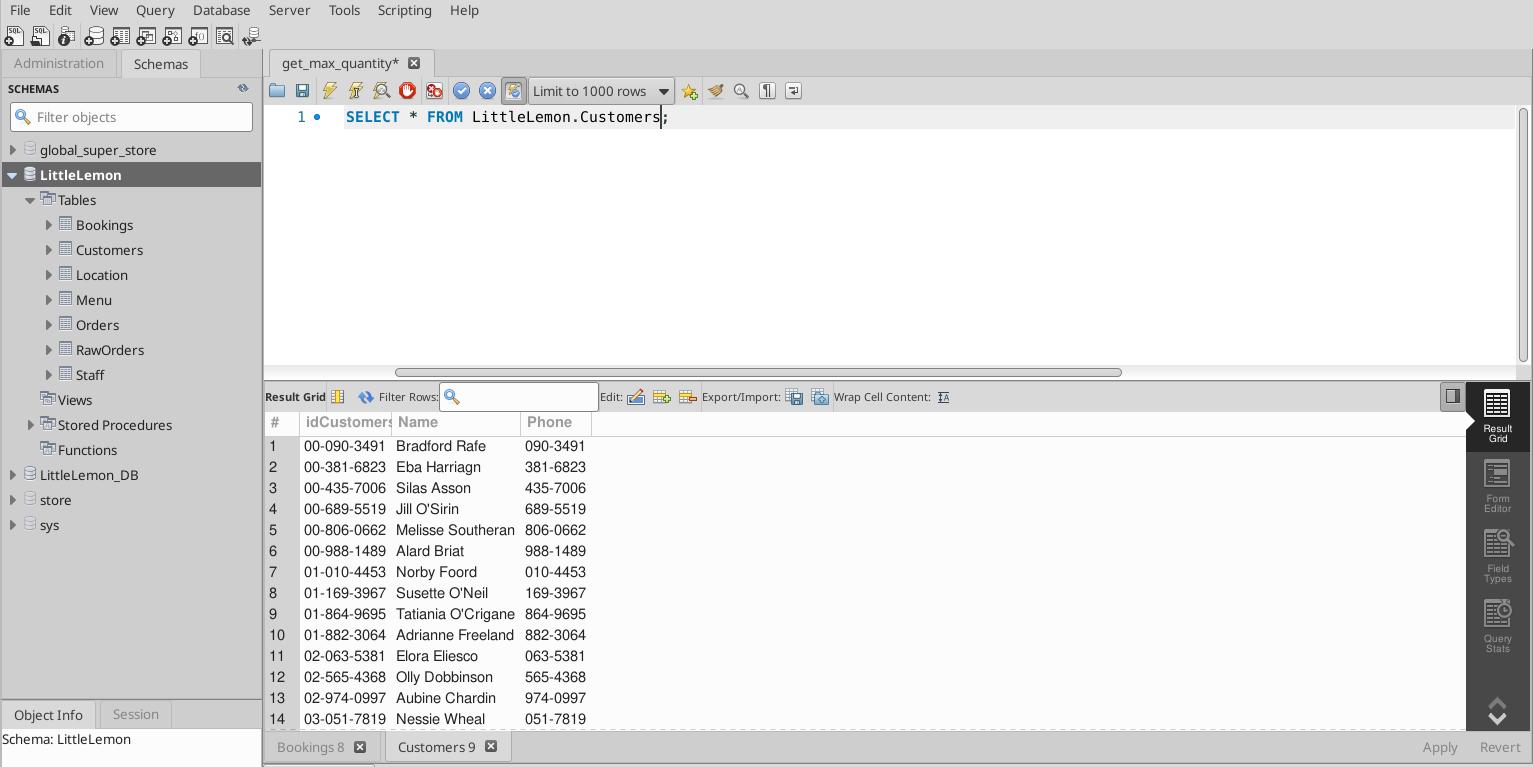 File Edit View Query Database Server Tools Scripting Help
Administration Schemas
SCHEMAS
Filter objects
global_super_store
LittleLemon
Tables
Bookings
Customers
Location
Menu
Orders
RawOrders
Staff
Views
Stored Procedures
Functions
LittleLemon_DB
store
sys
Object Info Session
Schema: LittleLemon
get_max_quantity*
Limit to 1000 rows
1 SELECT * FROM LittleLemon.Customers;
Result Grid Filter Rows: Edit: Export/Import: Wrap Cell Content:
# idCustomers Name Phone
1 00-090-3491 Bradford Rafe 090-3491
2 00-381-6823 Eba Harriagn 381-6823
3 00-435-7006 Silas Asson 435-7006
4 00-689-5519 Jill O'Sirin 689-5519
5 00-806-0662 Melisse Southeran 806-0662
6 00-988-1489 Alard Briat 988-1489
7 01-010-4453 Norby Foord 010-4453
8 01-169-3967 Susette O'Neil 169-3967
9 01-864-9695 Tatiania O'Crigane 864-9695
10 01-882-3064 Adrianne Freeland 882-3064
11 02-063-5381 Elora Eliesco 063-5381
12 02-565-4368 Olly Dobbinson 565-4368
13 02-974-0997 Aubine Chardin 974-0997
14 03-051-7819 Nessie Wheal 051-7819
Result
Grid
Form
Editor
Field
Types
Query
Stats
Bookings 8 Customers 9 Apply Revert